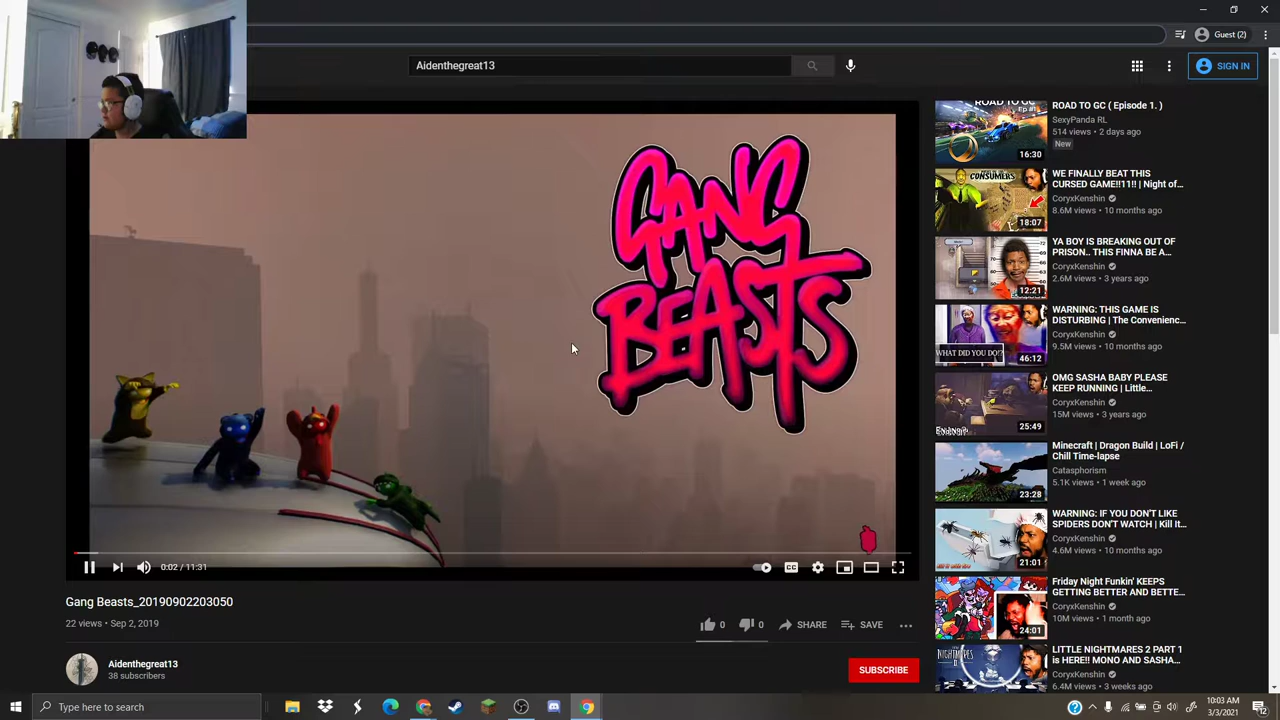 Guest (2)
Aidenthegreat13
SIGN IN
GANG
BEASTS
0:02 / 11:31
CC
Gang Beasts_20190902203050
22 views • Sep 2, 2019
0
0
SHARE
SAVE
Aidenthegreat13
38 subscribers
SUBSCRIBE
ROAD TO GC
Ep #1
16:30
ROAD TO GC ( Episode 1. )
SexyPanda RL
514 views • 2 days ago
New
CONSUMERS
18:07
WE FINALLY BEAT THIS
CURSED GAME!!11!! | Night of...
CoryxKenshin
8.6M views • 10 months ago
12:21
YA BOY IS BREAKING OUT OF
PRISON.. THIS FINNA BE A...
CoryxKenshin
2.6M views • 3 years ago
WHAT DID YOU DO!?
46:12
WARNING: THIS GAME IS
DISTURBING | The Convenienc...
CoryxKenshin
9.5M views • 10 months ago
25:49
OMG SASHA BABY PLEASE
KEEP RUNNING | Little...
CoryxKenshin
15M views • 3 years ago
23:28
Minecraft | Dragon Build | LoFi /
Chill Time-lapse
Catasphorism
5.1K views • 1 week ago
21:01
WARNING: IF YOU DON'T LIKE
SPIDERS DON'T WATCH | Kill It...
CoryxKenshin
4.6M views • 10 months ago
24:01
Friday Night Funkin' KEEPS
GETTING BETTER AND BETTE...
CoryxKenshin
10M views • 1 month ago
NIGHTMARES
II
LITTLE NIGHTMARES 2 PART 1
is HERE!! MONO AND SASHA...
CoryxKenshin
6.4M views • 3 weeks ago
Type here to search
10:03 AM
3/3/2021
12